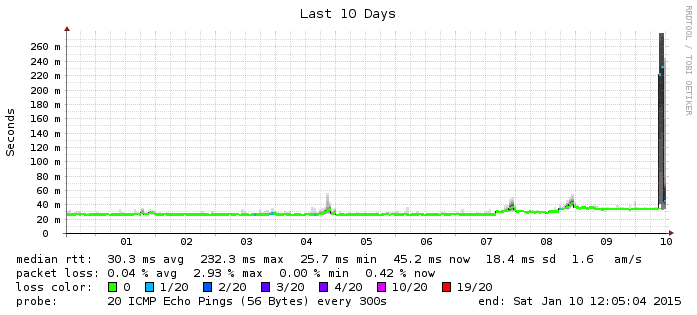 Last 10 Days
RRDTOOL / TOBI OETIKER
Seconds
260 m
240 m
220 m
200 m
180 m
160 m
140 m
120 m
100 m
80 m
60 m
40 m
20 m
0
01 02 03 04 05 06 07 08 09 10
median rtt: 30.3 ms avg 232.3 ms max 25.7 ms min 45.2 ms now 18.4 ms sd 1.6 am/s
packet loss: 0.04 % avg 2.93 % max 0.00 % min 0.42 % now
loss color: 0 1/20 2/20 3/20 4/20 10/20 19/20
probe: 20 ICMP Echo Pings (56 Bytes) every 300s end: Sat Jan 10 12:05:04 2015